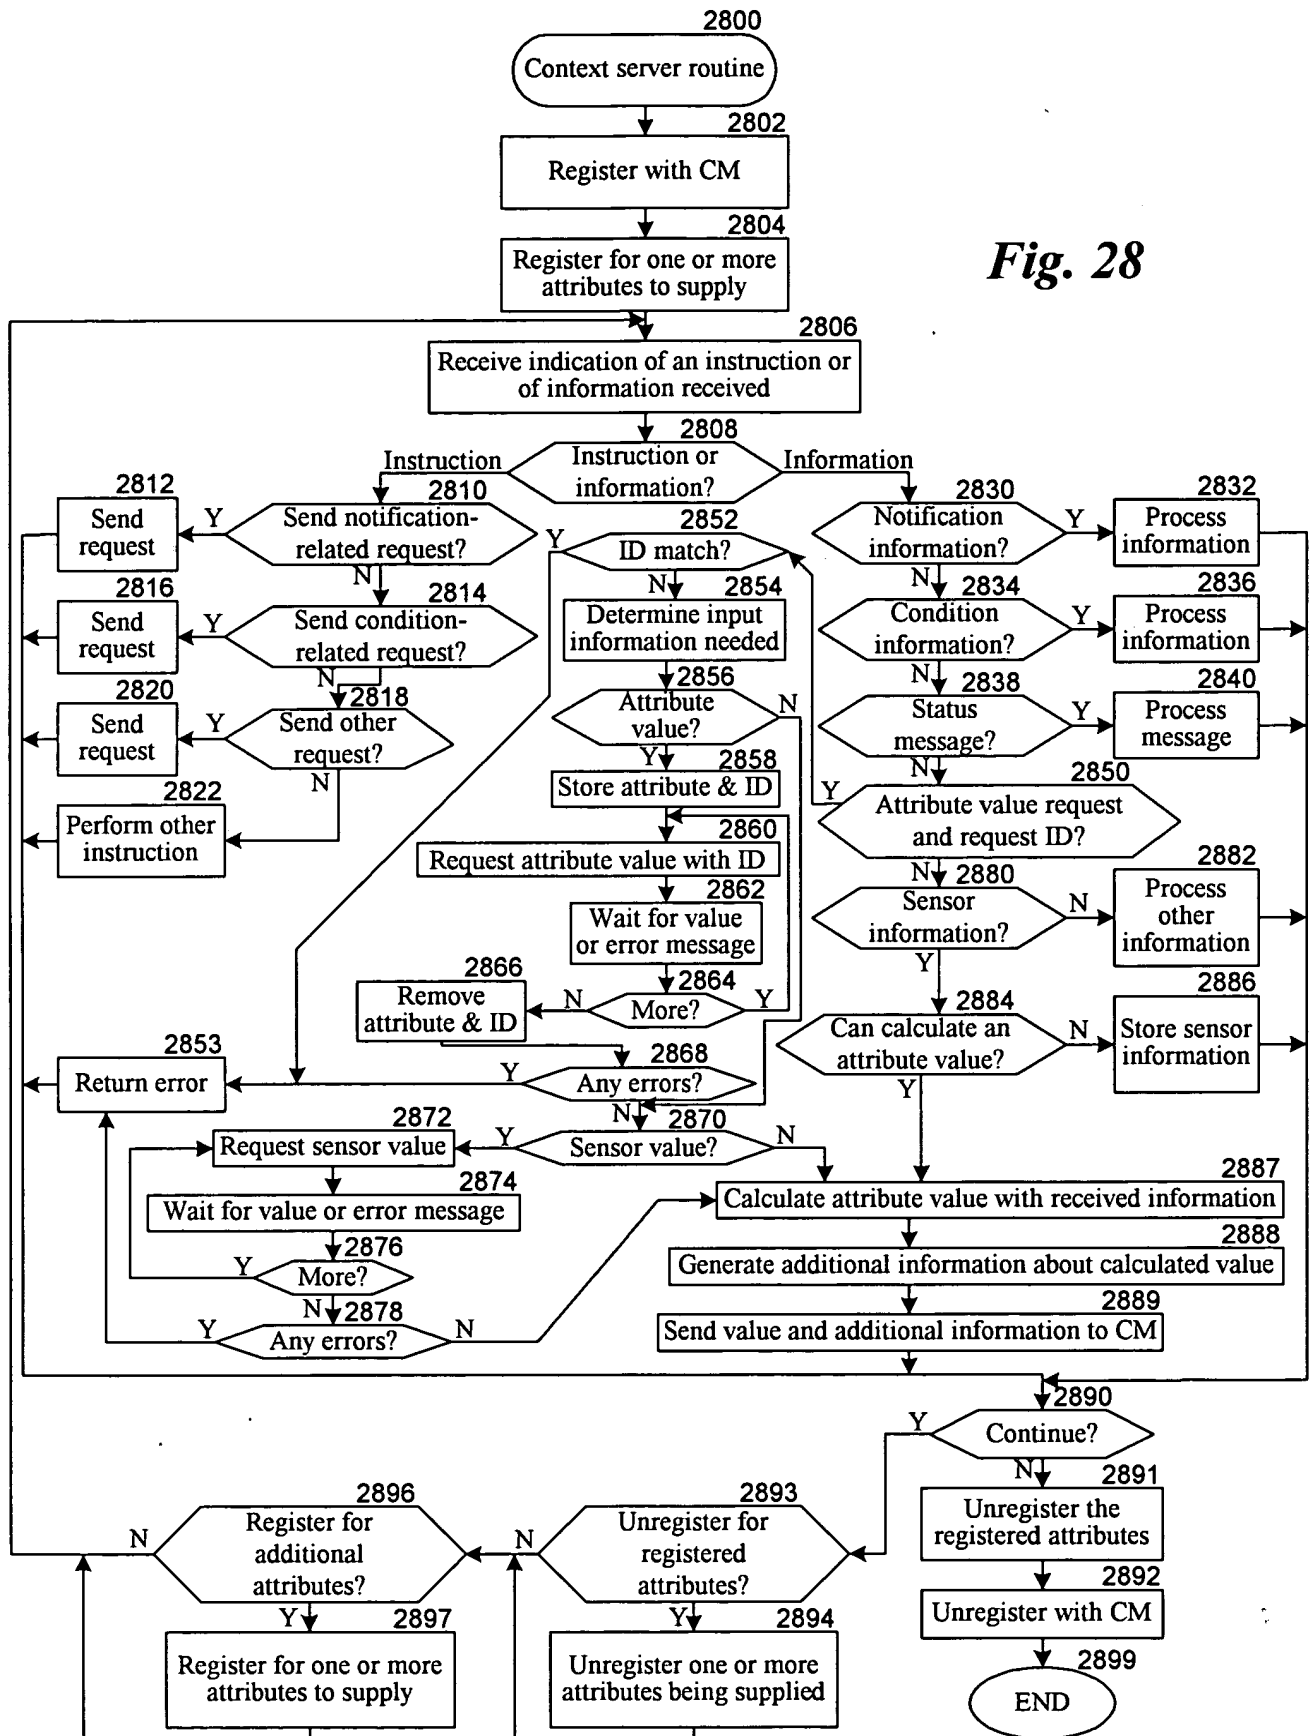 2800
Context server routine
2802
Register with CM
2804
Register for one or more
attributes to supply
Fig. 28
2806
Receive indication of an instruction or
of information received
2808
Instruction or
information?
Instruction
Information
2810
Send notification-
related request?
Y
N
2812
Send
request
2814
Send condition-
related request?
Y
N
2816
Send
request
2818
Send other
request?
Y
N
2820
Send
request
2822
Perform other
instruction
2830
Notification
information?
Y
N
2832
Process
information
2834
Condition
information?
Y
N
2836
Process
information
2838
Status
message?
Y
N
2840
Process
message
2850
Attribute value request
and request ID?
Y
N
2852
ID match?
Y
N
2854
Determine input
information needed
2856
Attribute
value?
N
Y
2858
Store attribute & ID
2860
Request attribute value with ID
2862
Wait for value
or error message
2864
More?
N
Y
2866
Remove
attribute & ID
2868
Any errors?
Y
N
2853
Return error
2870
Sensor value?
Y
N
2872
Request sensor value
2874
Wait for value or error message
2876
More?
Y
N
2878
Any errors?
Y
N
2880
Sensor
information?
N
Y
2882
Process
other
information
2884
Can calculate an
attribute value?
N
Y
2886
Store sensor
information
2887
Calculate attribute value with received information
2888
Generate additional information about calculated value
2889
Send value and additional information to CM
2890
Continue?
Y
N
2891
Unregister the
registered attributes
2892
Unregister with CM
2899
END
2893
Unregister for
registered
attributes?
N
Y
2894
Unregister one or more
attributes being supplied
2896
Register for
additional
attributes?
N
Y
2897
Register for one or more
attributes to supply